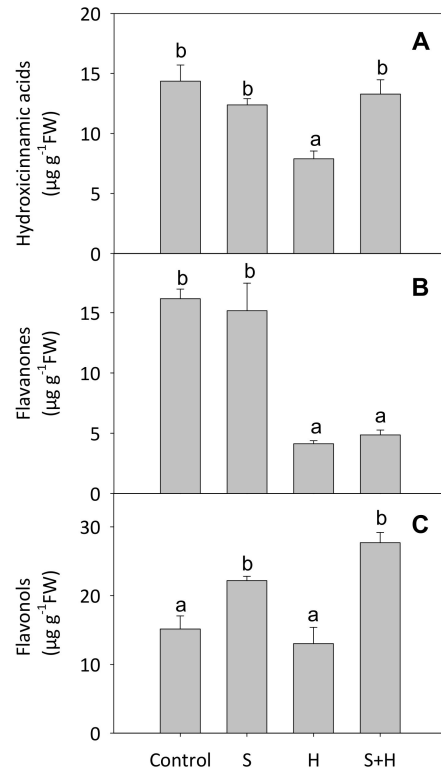 20
15
10
5
0
Hydroxicinnamic acids
(µg g⁻¹FW)
A
b
b
a
b
15
10
5
0
Flavanones
(µg g⁻¹FW)
B
b
b
a
a
30
20
10
0
Flavonols
(µg g⁻¹FW)
C
a
b
a
b
Control S H S+H